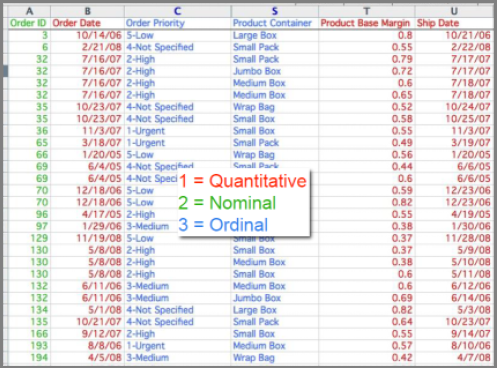 A B C S T U
Order ID Order Date Order Priority Product Container Product Base Margin Ship Date
3 10/14/06 5-Low Large Box 0.8 10/21/06
6 2/21/08 4-Not Specified Small Pack 0.55 2/22/08
32 7/16/07 2-High Small Pack 0.79 7/17/07
32 7/16/07 2-High Jumbo Box 0.72 7/17/07
32 7/16/07 2-High Medium Box 0.6 7/18/07
32 7/16/07 2-High Medium Box 0.65 7/18/07
35 10/23/07 4-Not Specified Wrap Bag 0.52 10/24/07
35 10/23/07 4-Not Specified Small Box 0.58 10/25/07
36 11/3/07 1-Urgent Small Box 0.55 11/3/07
65 3/18/07 1-Urgent Small Pack 0.49 3/19/07
66 1/20/05 5-Low Wrap Bag 0.56 1/20/05
69 6/4/05 4-Not Specified Small Pack 0.44 6/6/05
69 6/4/05 4-Not Speci 0.6 6/6/05
70 12/18/06 5-Low 0.59 12/23/06
70 12/18/06 5-Low 0.82 12/23/06
96 4/17/05 2-High 0.55 4/19/05
97 1/29/06 3-Medium 0.38 1/30/06
129 11/19/08 5-Low Small Box 0.37 11/28/08
130 5/8/08 2-High Small Box 0.37 5/9/08
130 5/8/08 2-High Medium Box 0.38 5/10/08
130 5/8/08 2-High Small Box 0.6 5/11/08
132 6/11/06 3-Medium Medium Box 0.6 6/12/06
132 6/11/06 3-Medium Jumbo Box 0.69 6/14/06
134 5/1/08 4-Not Specified Large Box 0.82 5/3/08
135 10/21/07 4-Not Specified Small Pack 0.64 10/23/07
166 9/12/07 2-High Small Box 0.55 9/14/07
193 8/8/06 1-Urgent Medium Box 0.57 8/10/06
194 4/5/08 3-Medium Wrap Bag 0.42 4/7/08
1 = Quantitative
2 = Nominal
3 = Ordinal